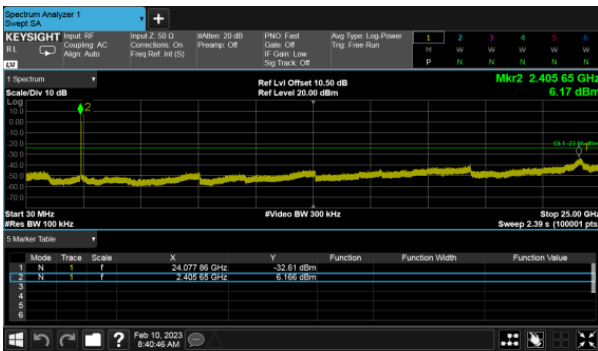 Spectrum Analyzer 1
Swept SA
+
KEYSIGHT Input: RF Input Z: 50 Ω #Atten: 20 dB PNO: Fast Avg Type: Log-Power 1 2 3 4 5 6
RL Coupling: AC Corrections: On Preamp: Off Gate: Off Trig: Free Run M W W W W W
Align: Auto Freq Ref: Int (S) IF Gain: Low P N N N N N
LXI Sig Track: Off
1 Spectrum Ref Lvl Offset 10.50 dB Mkr2 2.405 65 GHz
Scale/Div 10 dB Ref Level 20.00 dBm 6.17 dBm
Log
10.0 2
0.00
-10.0
-20.0 1
-30.0
-40.0
-50.0
-60.0
-70.0
Start 30 MHz #Video BW 300 kHz Stop 25.00 GHz
#Res BW 100 kHz Sweep 2.39 s (100001 pts
5 Marker Table
Mode Trace Scale X Y Function Function Width Function Value
1 N 1 f 24.077 86 GHz -32.61 dBm
2 N 1 f 2.405 65 GHz 6.166 dBm
3
4
5
6
? Feb 10, 2023
8:40:46 AM